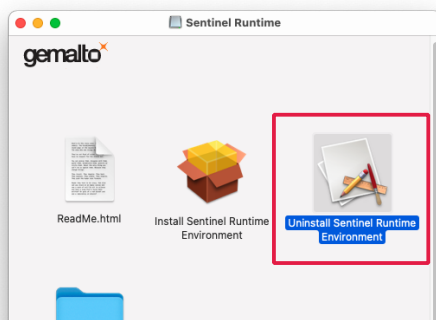 Sentinel Runtime
gemalto
ReadMe.html
Install Sentinel Runtime
Environment
Uninstall Sentinel Runtime
Environment